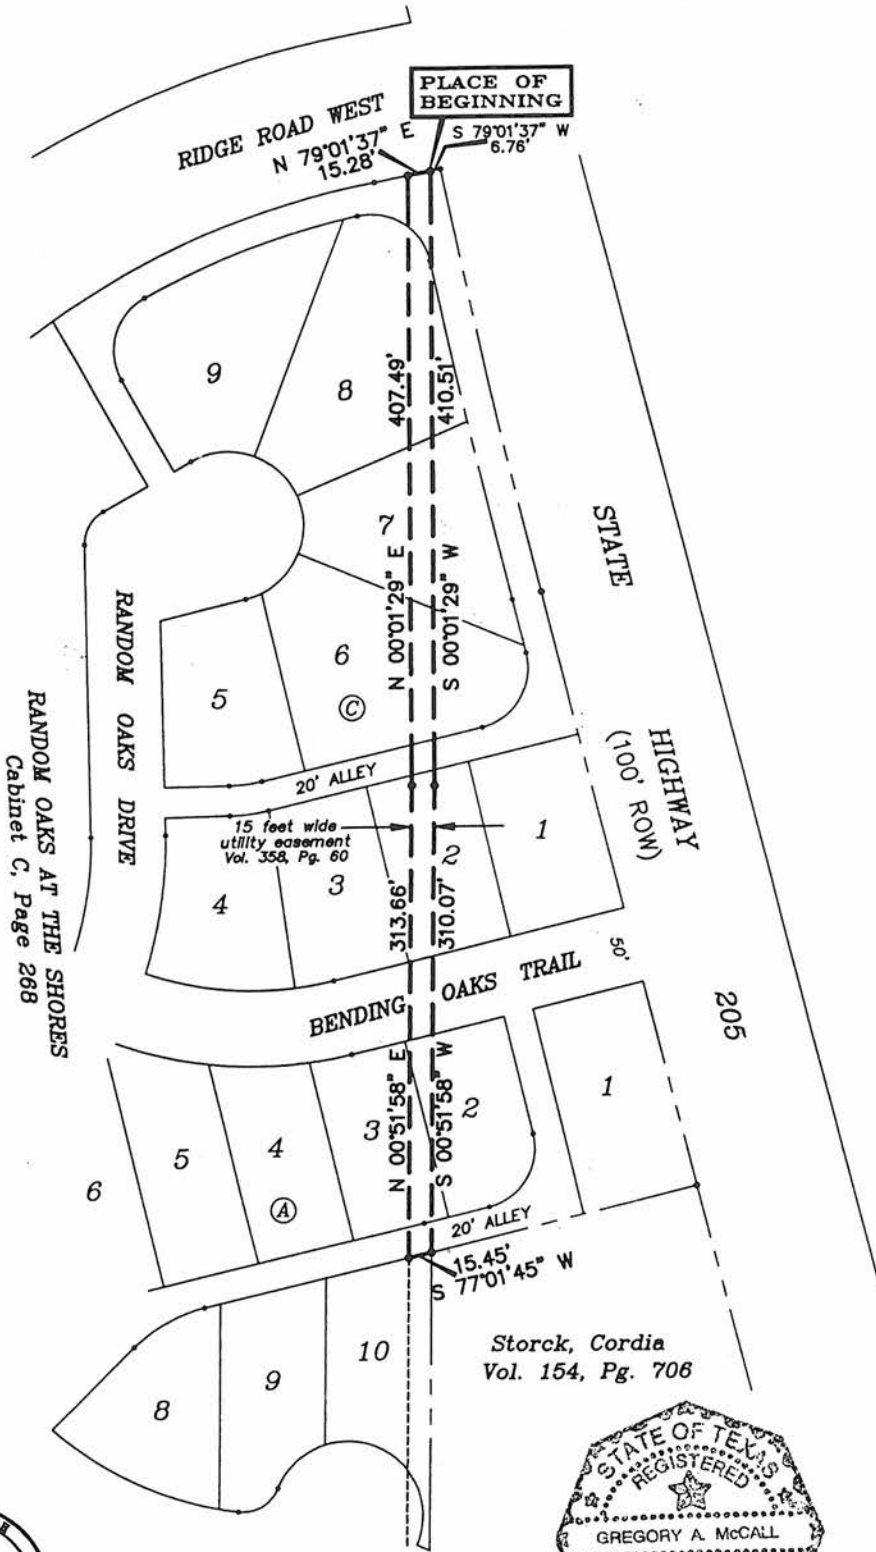 PLACE OF
BEGINNING
RIDGE ROAD WEST
N 79°01'37" E
15.28'
S 79°01'37" W
6.76'
9
8
407.49'
410.51'
7
N 00°01'29" E
S 00°01'29" W
STATE
HIGHWAY
(100' ROW)
205
RANDOM OAKS DRIVE
RANDOM OAKS AT THE SHORES
Cabinet C, Page 268
6
5
C
20' ALLEY
15 feet wide
utility easement
Vol. 358, Pg. 60
1
2
3
4
313.66'
310.07'
50'
BENDING OAKS TRAIL
N 00°51'58" E
S 00°51'58" W
1
2
3
4
5
6
A
20' ALLEY
15.45'
S 77°01'45" W
10
9
8
Storck, Cordia
Vol. 154, Pg. 706
STATE OF TEXAS
REGISTERED
GREGORY A. McCALL